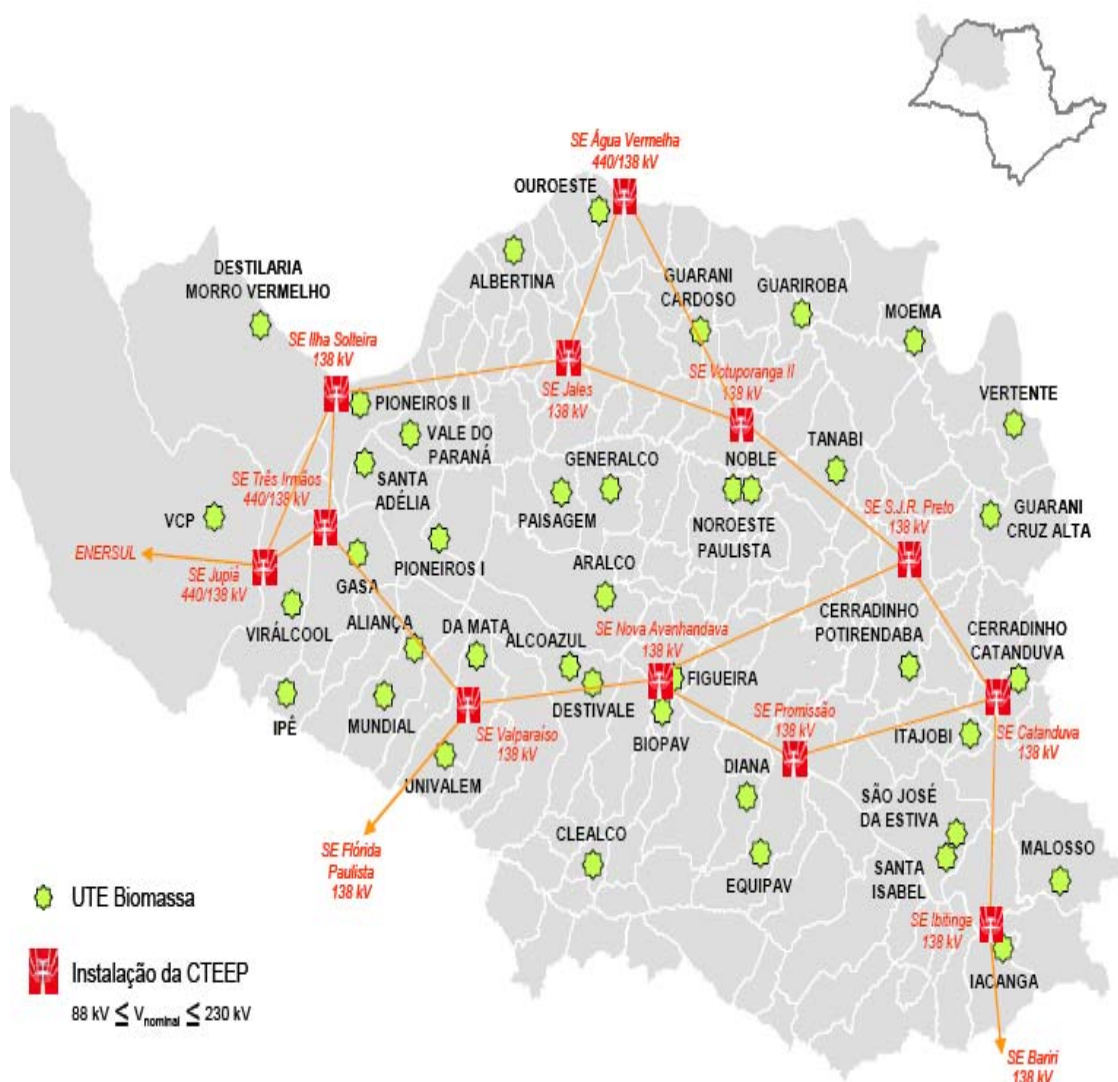 SE Água Vermelha
440/138 kV
OUROESTE
ALBERTINA
DESTILARIA
MORRO VERMELHO
GUARANI
CARDOSO
GUARIROBA
MOEMA
SE Ilha Solteira
138 kV
SE Jales
138 kV
SE Votuporanga II
138 kV
VERTENTE
PIONEIROS II
VALE DO
PARANÁ
TANABI
GENERALCO
NOBLE
SE Três Irmãos
440/138 kV
SANTA
ADÉLIA
PAISAGEM
NOROESTE
PAULISTA
SE S.J.R. Preto
138 kV
GUARANI
CRUZ ALTA
VCP
ENERSUL
SE Jupiá
440/138 kV
GASA
PIONEIROS I
ARALCO
VIRÁLCOOL
ALIANÇA
DA MATA
ALCOAZUL
SE Nova Avanhandava
138 kV
CERRADINHO
POTIRENDABA
CERRADINHO
CATANDUVA
FIGUEIRA
DESTIVALE
IPÊ
MUNDIAL
SE Valparaíso
138 kV
BIOPAV
SE Promissão
138 kV
ITAJOBI
SE Catanduva
138 kV
UNIVALEM
DIANA
SÃO JOSÉ
DA ESTIVA
SE Flórida
Paulista
138 kV
CLEALCO
EQUIPAV
SANTA
ISABEL
MALOSSO
SE Ibitinga
138 kV
IACANGA
SE Bariri
138 kV
UTE Biomassa
Instalação da CTEEP
88 kV ≤ Vnominal ≤ 230 kV